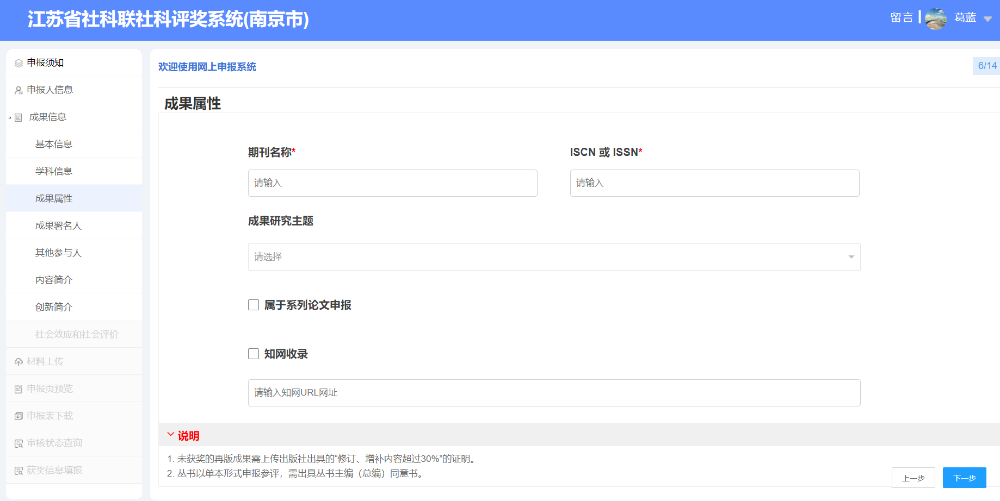 江苏省社科联社科评奖系统(南京市)
留言
葛蓝
申报须知
申报人信息
成果信息
基本信息
学科信息
成果属性
成果署名人
其他参与人
内容简介
创新简介
社会效应和社会评价
材料上传
申报页预览
申报表下载
审核状态查询
获奖信息填报
欢迎使用网上申报系统
6/14
成果属性
期刊名称*
ISCN 或 ISSN*
请输入
请输入
成果研究主题
请选择
属于系列论文申报
知网收录
请输入知网URL网址
说明
1. 未获奖的再版成果需上传出版社出具的“修订、增补内容超过30%”的证明。
2. 丛书以单本形式申报参评，需出具丛书主编（总编）同意书。
上一步
下一步